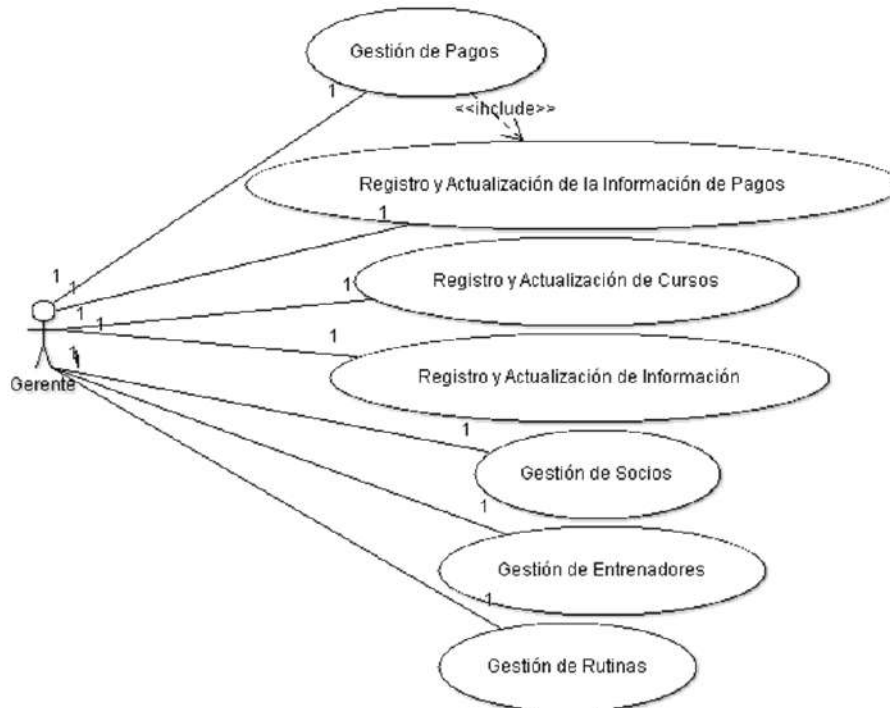 Gestión de Pagos
1
<<include>>
Registro y Actualización de la Información de Pagos
1
Registro y Actualización de Cursos
1
1
1
1
1
Registro y Actualización de Información
1
1
Gerente
1
Gestión de Socios
1
Gestión de Entrenadores
1
Gestión de Rutinas